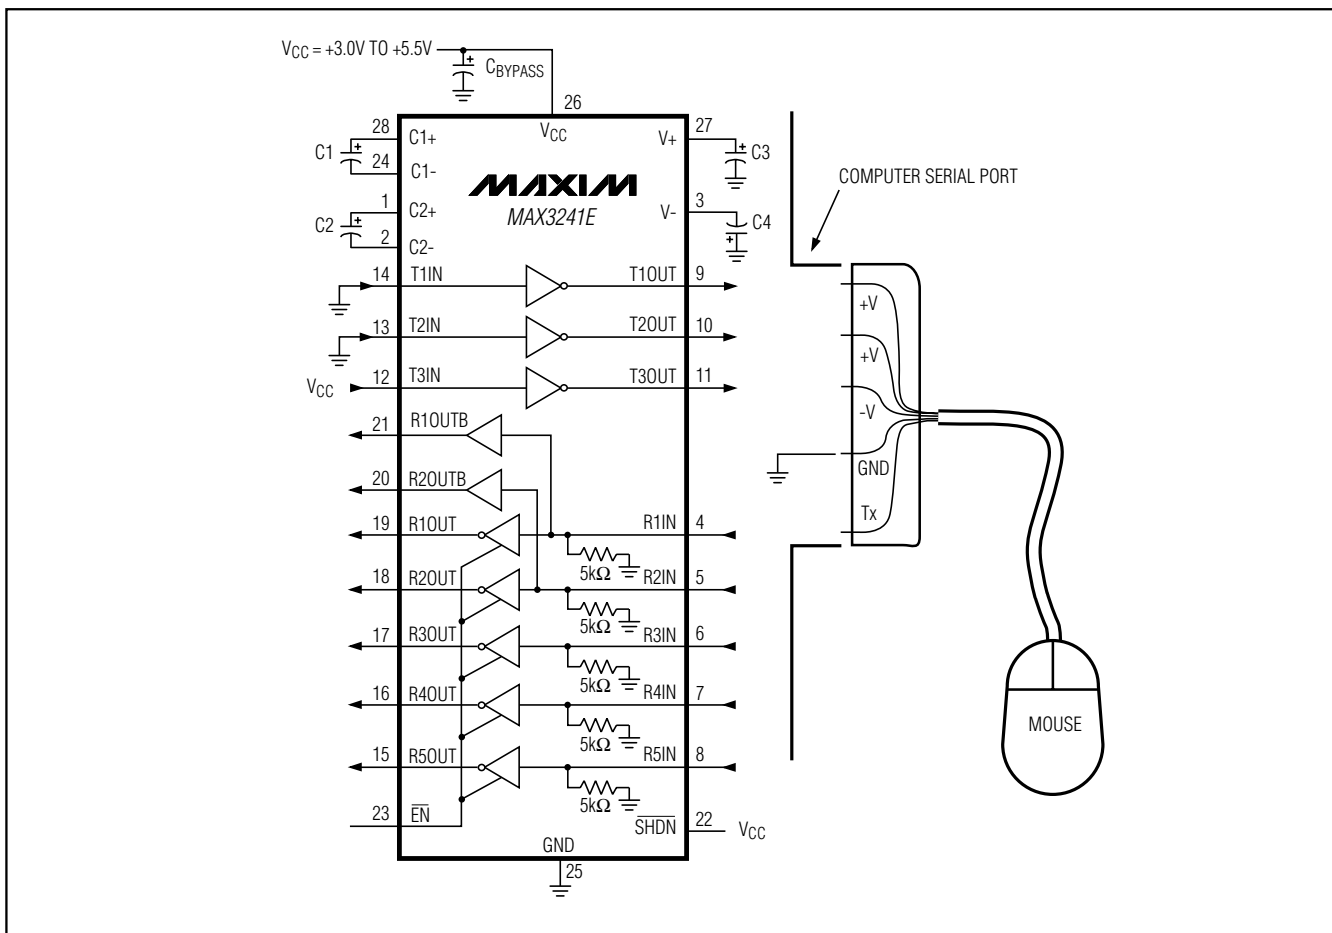 VCC = +3.0V TO +5.5V
+
CBYPASS
26
VCC
28
C1+
C1
+
24
C1-
1
C2+
C2
+
2
C2-
27
V+
+
C3
3
V-
C4
+
MAXIM
MAX3241E
COMPUTER SERIAL PORT
14
T1IN
T1OUT
9
13
T2IN
T2OUT
10
VCC
12
T3IN
T3OUT
11
21
R1OUTB
20
R2OUTB
19
R1OUT
R1IN
4
5kΩ
18
R2OUT
R2IN
5
5kΩ
17
R3OUT
R3IN
6
5kΩ
16
R4OUT
R4IN
7
5kΩ
15
R5OUT
R5IN
8
5kΩ
23
EN
SHDN
22
VCC
GND
25
+V
+V
-V
GND
Tx
MOUSE